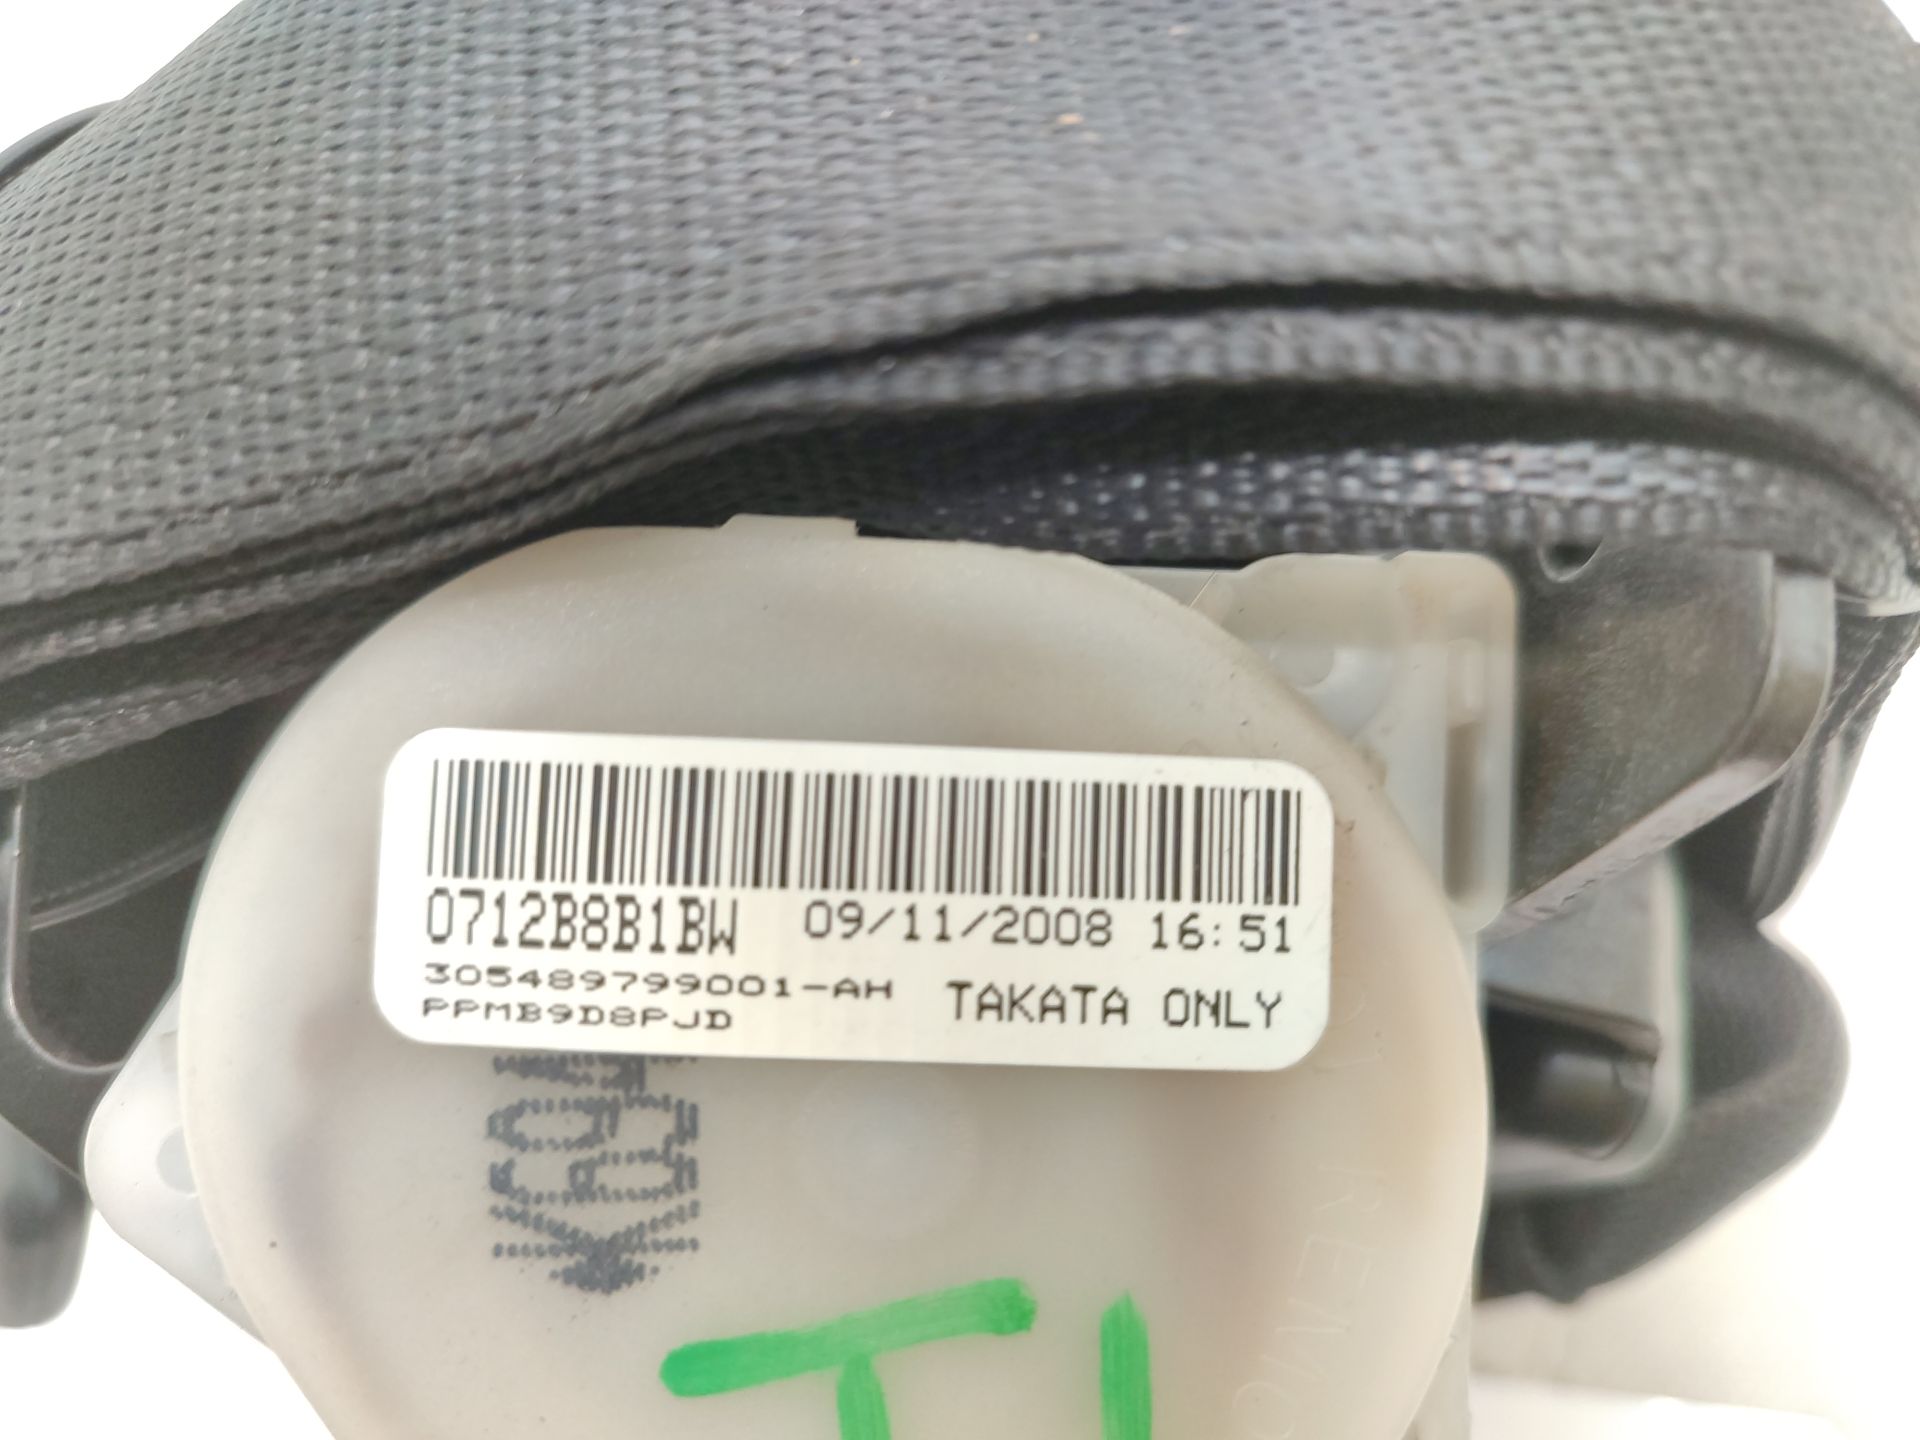 0712B8B1BW 09/11/2008 16:51
305489799001-AH
PPMB9D8PJD TAKATA ONLY